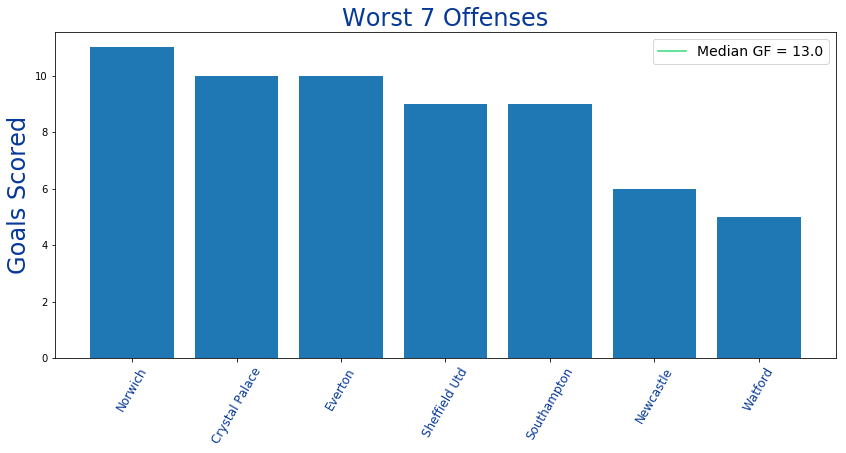 Worst 7 Offenses
Median GF = 13.0
Goals Scored
10
8
6
4
2
0
Norwich
Crystal Palace
Everton
Sheffield Utd
Southampton
Newcastle
Watford